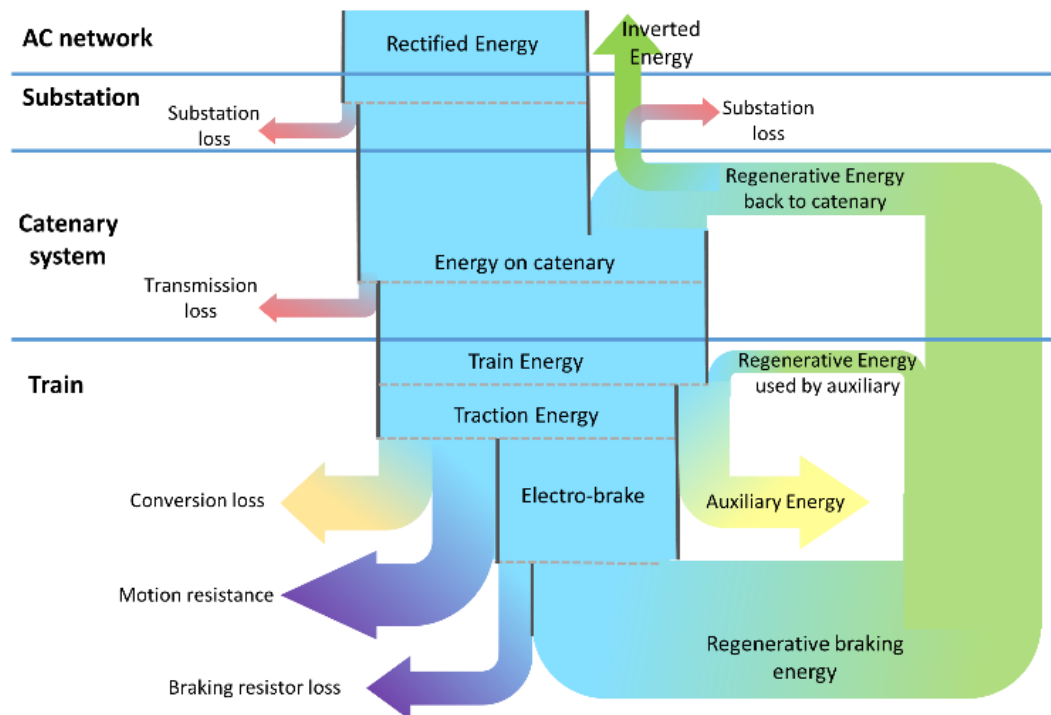 AC network
Rectified Energy
Inverted
Energy
Substation
Substation
loss
Substation
loss
Regenerative Energy
back to catenary
Catenary
system
Energy on catenary
Transmission
loss
Train Energy
Regenerative Energy
used by auxiliary
Train
Traction Energy
Conversion loss
Electro-brake
Auxiliary Energy
Motion resistance
Regenerative braking
energy
Braking resistor loss